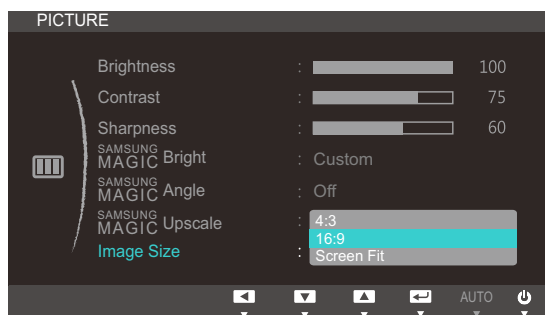 PICTURE
Brightness : 100
Contrast : 75
Sharpness : 60
SAMSUNG MAGIC Bright : Custom
SAMSUNG MAGIC Angle : Off
SAMSUNG MAGIC Upscale : 4:3
16:9
Image Size : Screen Fit
AUTO